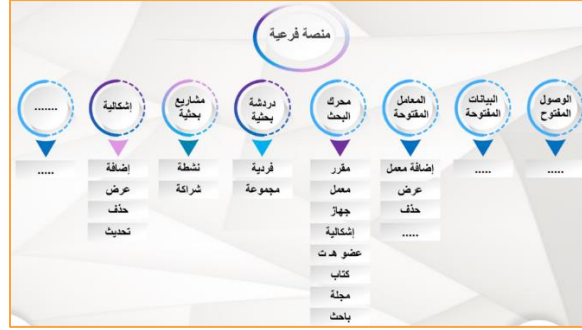 منصة فرعية
الوصول
المفتوح
البيانات
المفتوحة
المعامل
المفتوحة
محرك
البحث
دردشة
بحثية
مشاريع
بحثية
إشكالية
.......
.....
.....
إضافة معمل
عرض
حذف
.....
مقرر
معمل
جهاز
إشكالية
عضو هـ ت
كتاب
مجلة
باحث
فردية
مجموعة
نشطة
شراكة
إضافة
عرض
حذف
تحديث
.....